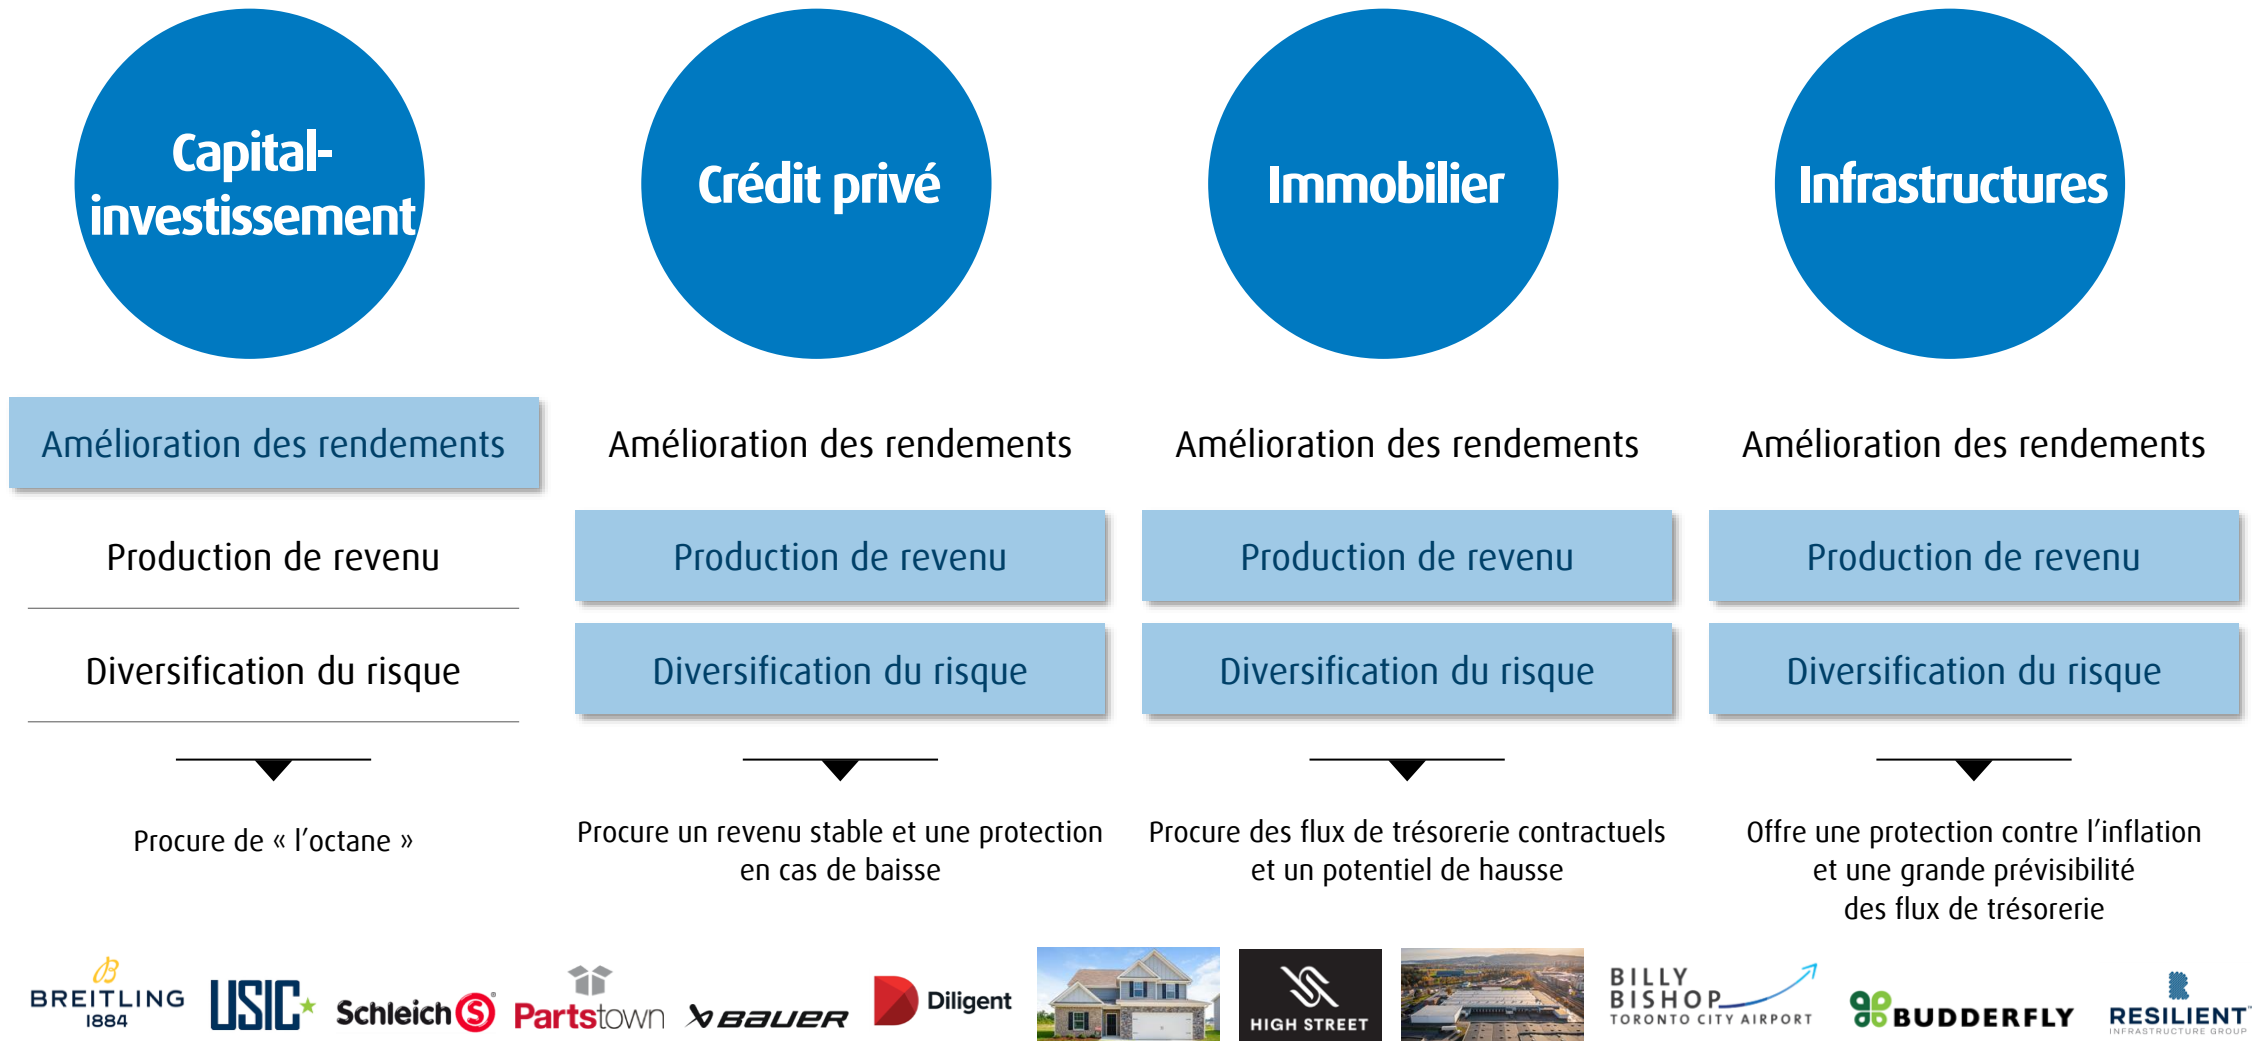 Capital-
investissement
Crédit privé
Immobilier
Infrastructures
Amélioration des rendements
Amélioration des rendements
Amélioration des rendements
Amélioration des rendements
Production de revenu
Production de revenu
Production de revenu
Production de revenu
Diversification du risque
Diversification du risque
Diversification du risque
Diversification du risque
Procure de « l’octane »
Procure un revenu stable et une protection
en cas de baisse
Procure des flux de trésorerie contractuels
et un potentiel de hausse
Offre une protection contre l’inflation
et une grande prévisibilité
des flux de trésorerie
B
BREITLING
1884
USIC
Schleich S®
Partstown
BAUER
Diligent
HIGH STREET
BILLY
BISHOP
TORONTO CITY AIRPORT
BUDDERFLY
RESILIENT™
INFRASTRUCTURE GROUP